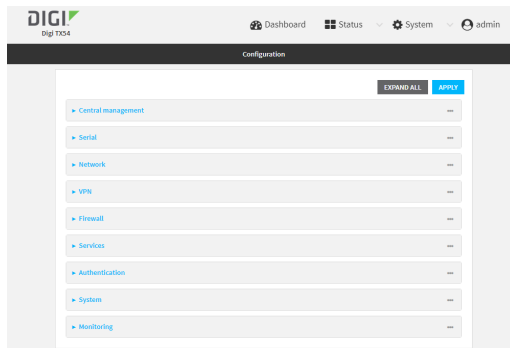 DIGI
Digi TX54
Dashboard Status System admin
Configuration
EXPAND ALL APPLY
Central management
Serial
Network
VPN
Firewall
Services
Authentication
System
Monitoring